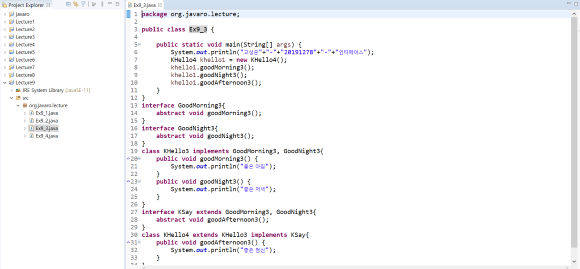 Project Explorer
javaro
Lecture1
Lecture2
Lecture3
Lecture4
Lecture5
Lecture6
Lecture7
Lecture8
Lecture9
JRE System Library [JavaSE-11]
src
org.javaro.lecture
Ex9_1.java
Ex9_2.java
Ex9_3.java
Ex9_4.java
1 package org.javaro.lecture;
2
3 public class Ex9_3 {
4
5 public static void main(String[] args) {
6 System.out.println("고성준"+"-"+"20191278"+"-"+"인터페이스");
7 KHello4 khello1 = new KHello4();
8 khello1.goodMorning3();
9 khello1.goodNight3();
10 khello1.goodAfternoon3();
11 }
12 }
13 interface GoodMorning3{
14 abstract void goodMorning3();
15 }
16 interface GoodNight3{
17 abstract void goodNight3();
18 }
19 class KHello3 implements GoodMorning3, GoodNight3{
20 public void goodMorning3() {
21 System.out.println("좋은 아침");
22 }
23 public void goodNight3() {
24 System.out.println("좋은 저녁");
25 }
26 }
27 interface KSay extends GoodMorning3, GoodNight3{
28 abstract void goodAfternoon3();
29 }
30 class KHello4 extends KHello3 implements KSay{
31 public void goodAfternoon3() {
32 System.out.println("좋은 점심");
33 }